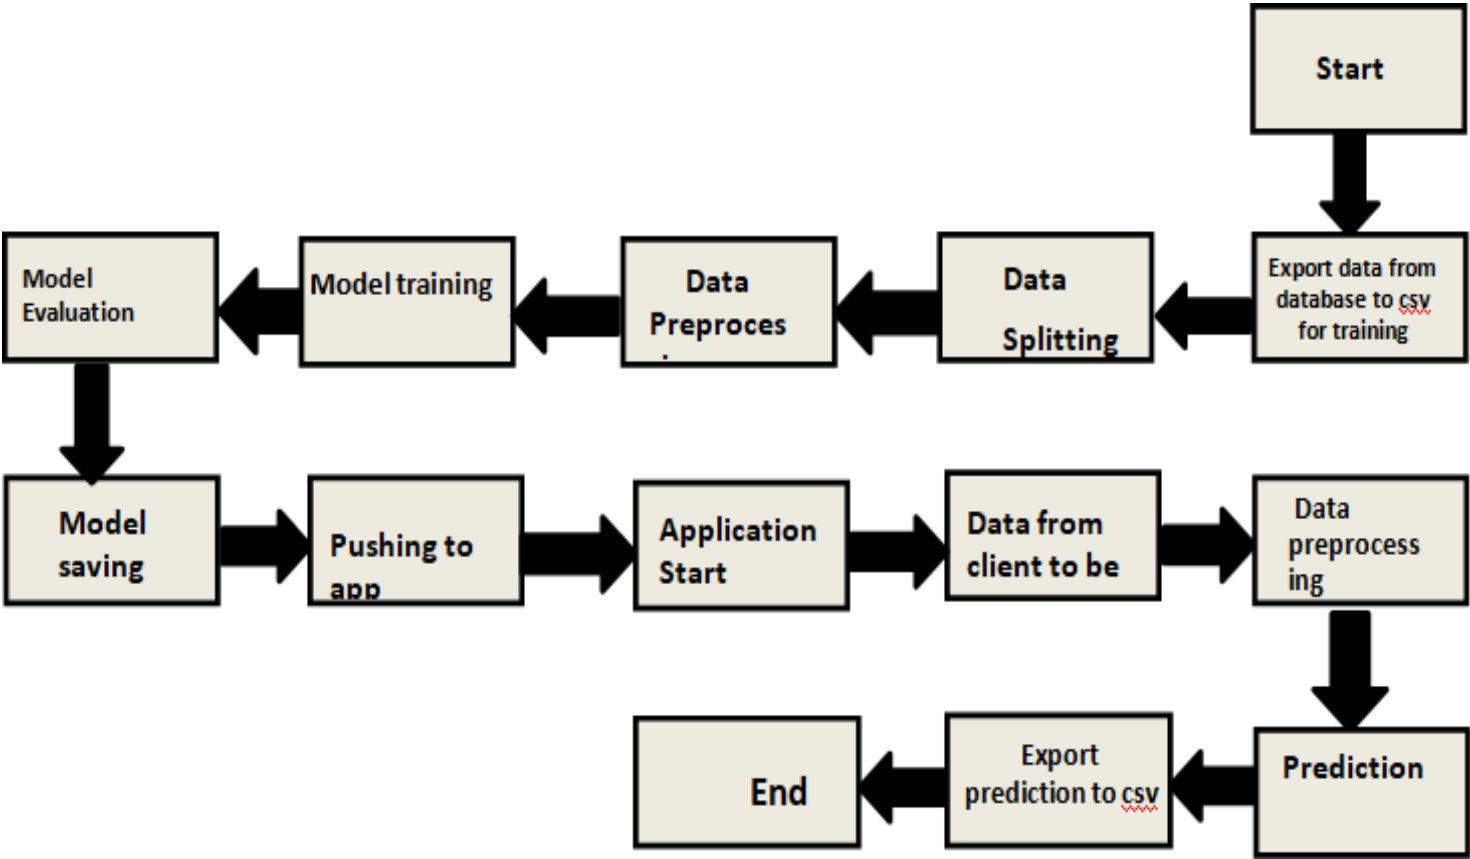 Start
Export data from
database to csv
for training
Data
Splitting
Data
Preproces
Model training
Model
Evaluation
Model
saving
Pushing to
app
Application
Start
Data from
client to be
Data
preprocess
ing
Prediction
Export
prediction to csv
End